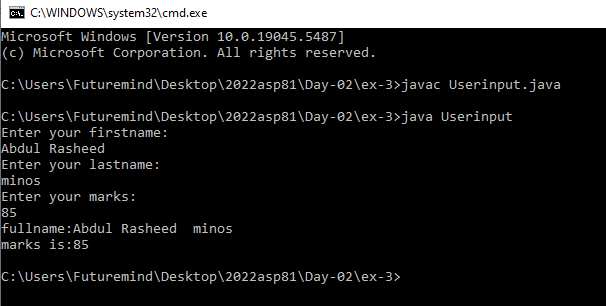 C:\WINDOWS\system32\cmd.exe
Microsoft Windows [Version 10.0.19045.5487]
(c) Microsoft Corporation. All rights reserved.
C:\Users\Futuremind\Desktop\2022asp81\Day-02\ex-3>javac Userinput.java
C:\Users\Futuremind\Desktop\2022asp81\Day-02\ex-3>java Userinput
Enter your firstname:
Abdul Rasheed
Enter your lastname:
minos
Enter your marks:
85
fullname:Abdul Rasheed  minos
marks is:85
C:\Users\Futuremind\Desktop\2022asp81\Day-02\ex-3>